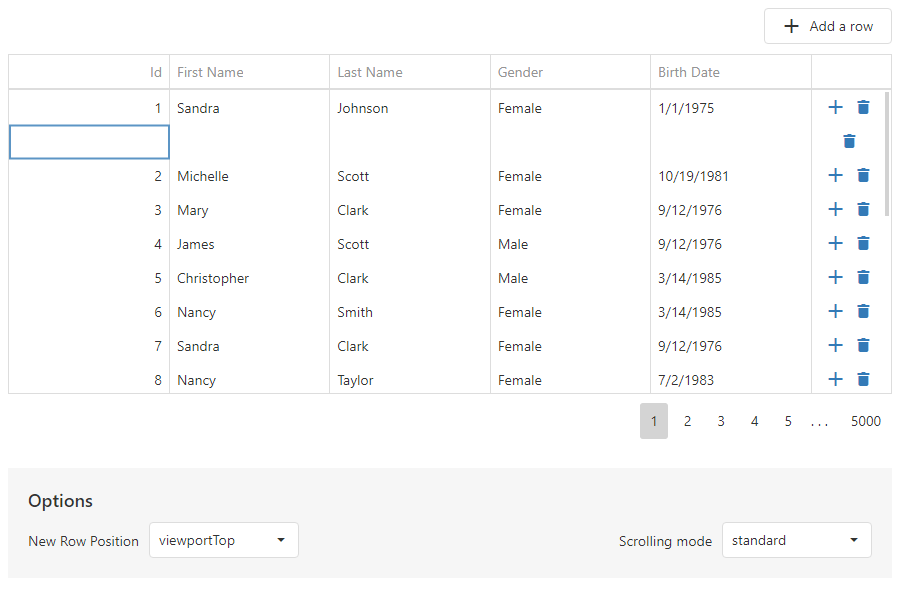 Add a row
Id First Name Last Name Gender Birth Date
1 Sandra Johnson Female 1/1/1975
2 Michelle Scott Female 10/19/1981
3 Mary Clark Female 9/12/1976
4 James Scott Male 9/12/1976
5 Christopher Clark Male 3/14/1985
6 Nancy Smith Female 3/14/1985
7 Sandra Clark Female 9/12/1976
8 Nancy Taylor Female 7/2/1983
1 2 3 4 5 ... 5000
Options
New Row Position viewportTop Scrolling mode standard